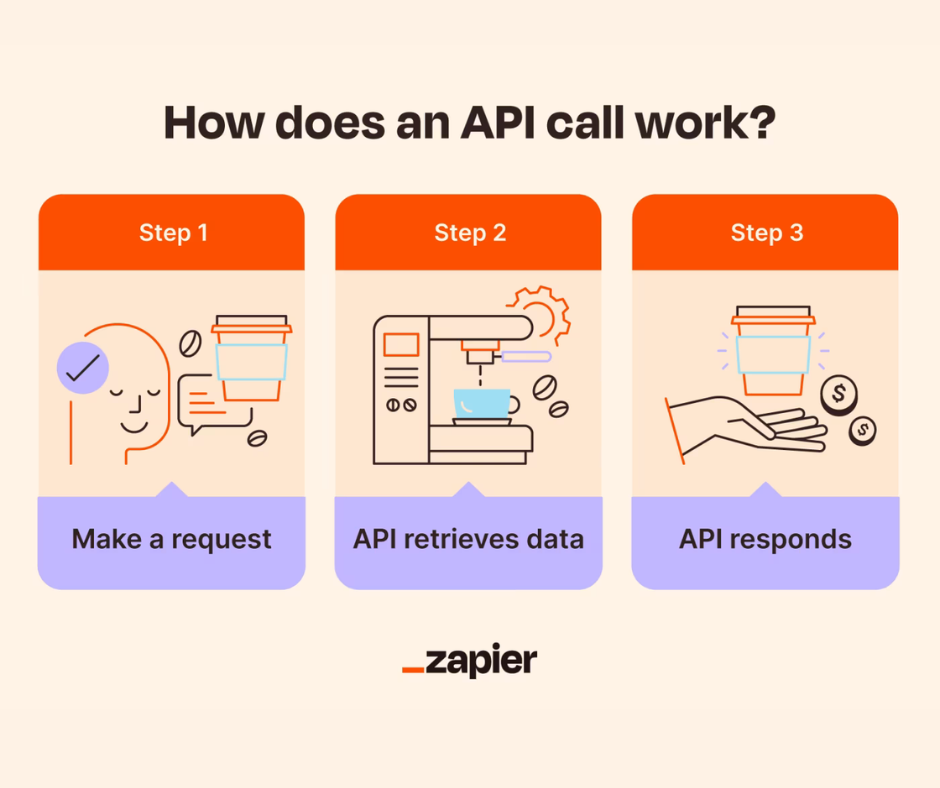 How does an API call work?
Step 1
Make a request
Step 2
API retrieves data
Step 3
$
$
API responds
_zapier